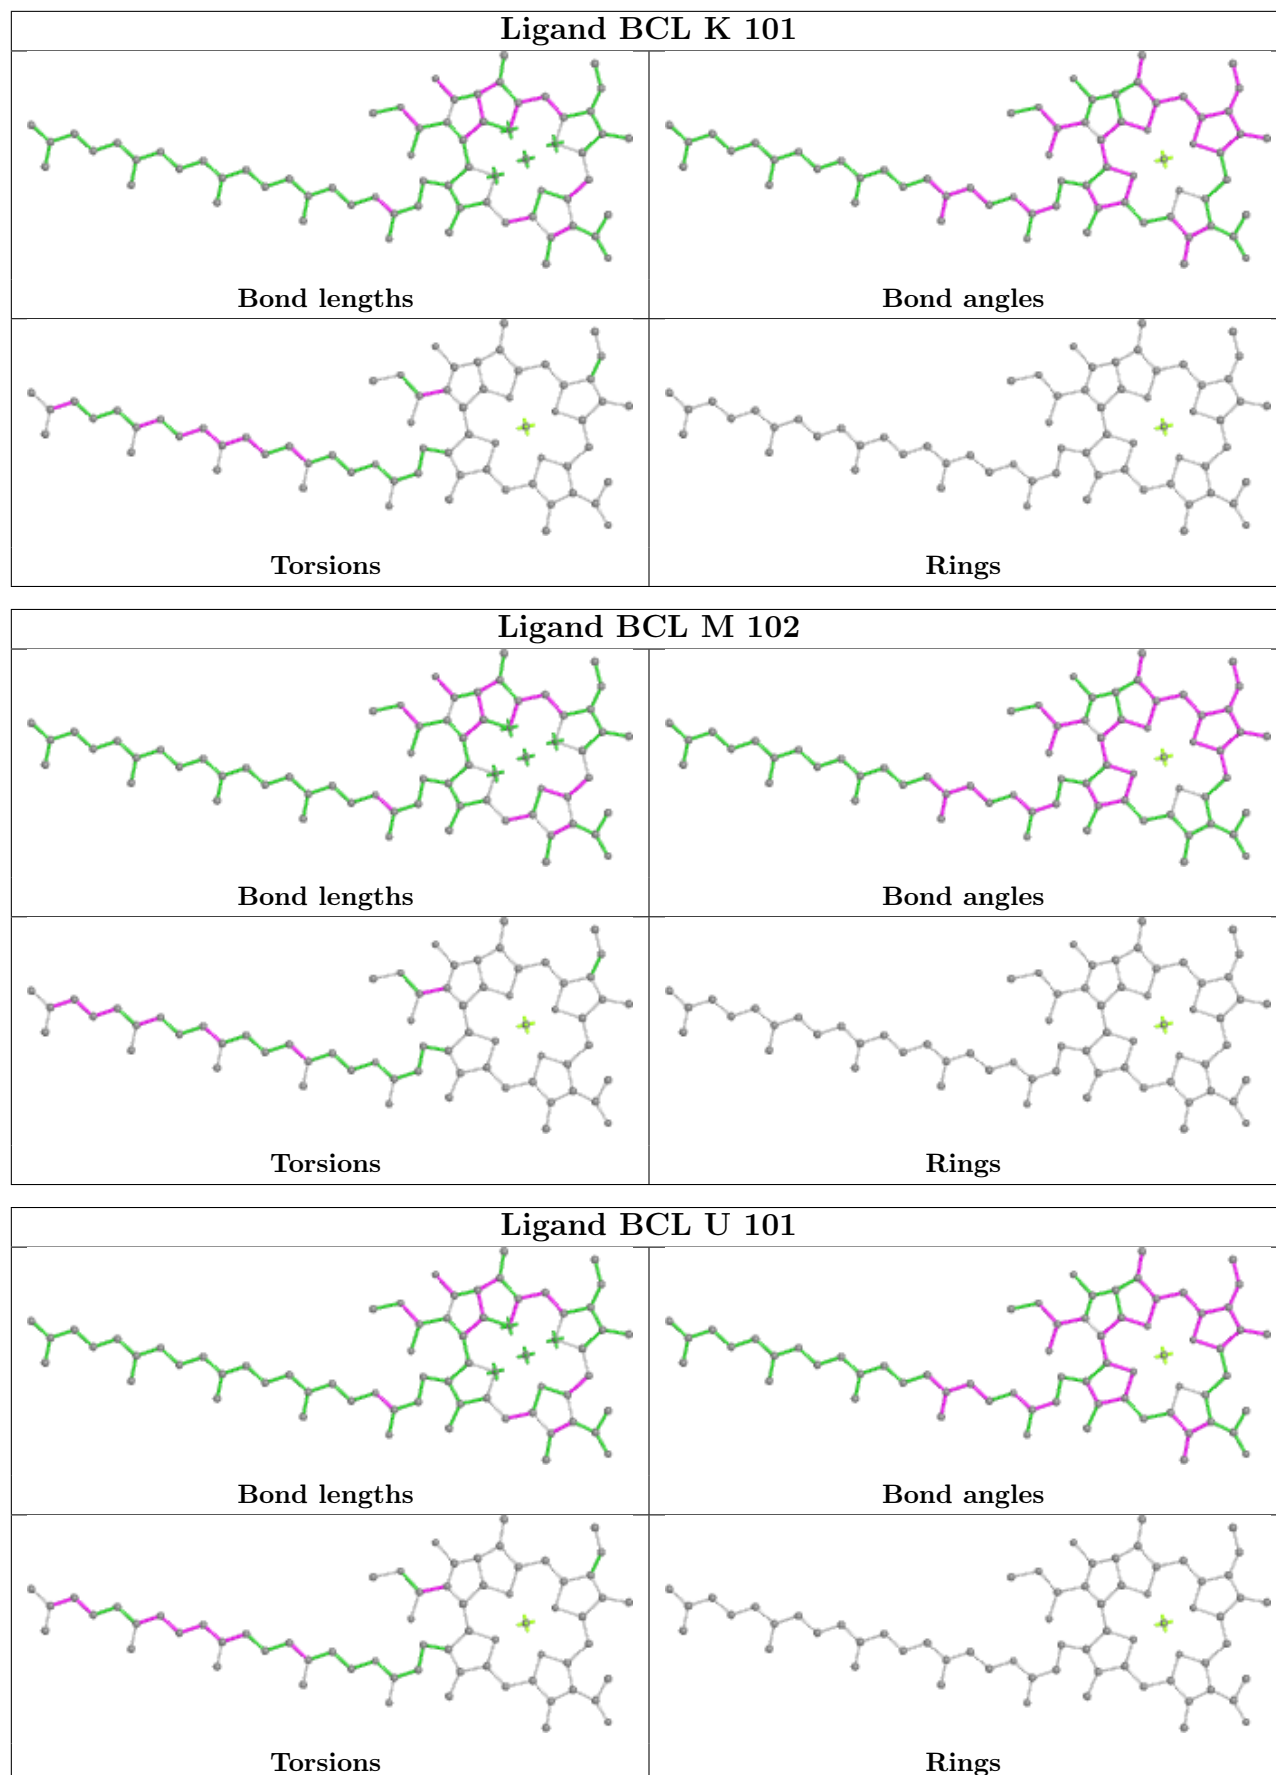 Ligand BCL K 101
Bond lengths
Bond angles
Torsions
Rings
Ligand BCL M 102
Bond lengths
Bond angles
Torsions
Rings
Ligand BCL U 101
Bond lengths
Bond angles
Torsions
Rings